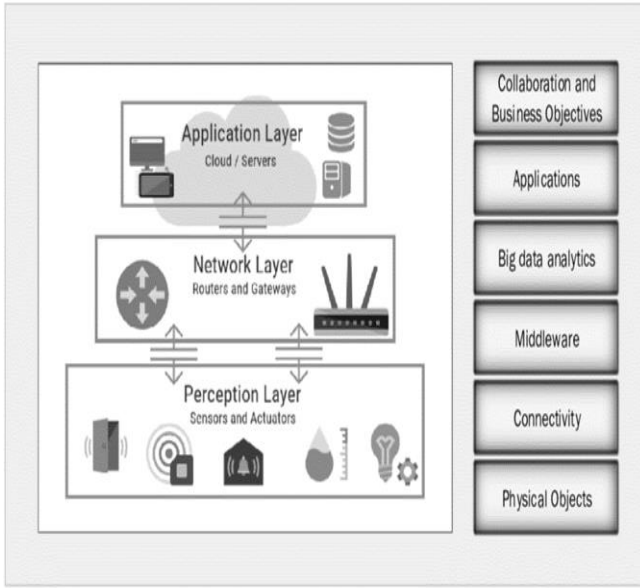 Application Layer
Cloud / Servers
Network Layer
Routers and Gateways
Perception Layer
Sensors and Actuators
Collaboration and
Business Objectives
Applications
Big data analytics
Middleware
Connectivity
Physical Objects